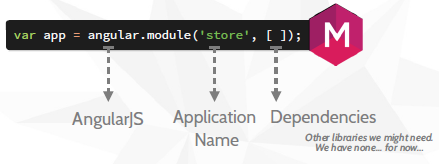 var app = angular.module('store', [ ]);
M
AngularJS
Application
Name
Dependencies
Other libraries we might need.
We have none... for now...